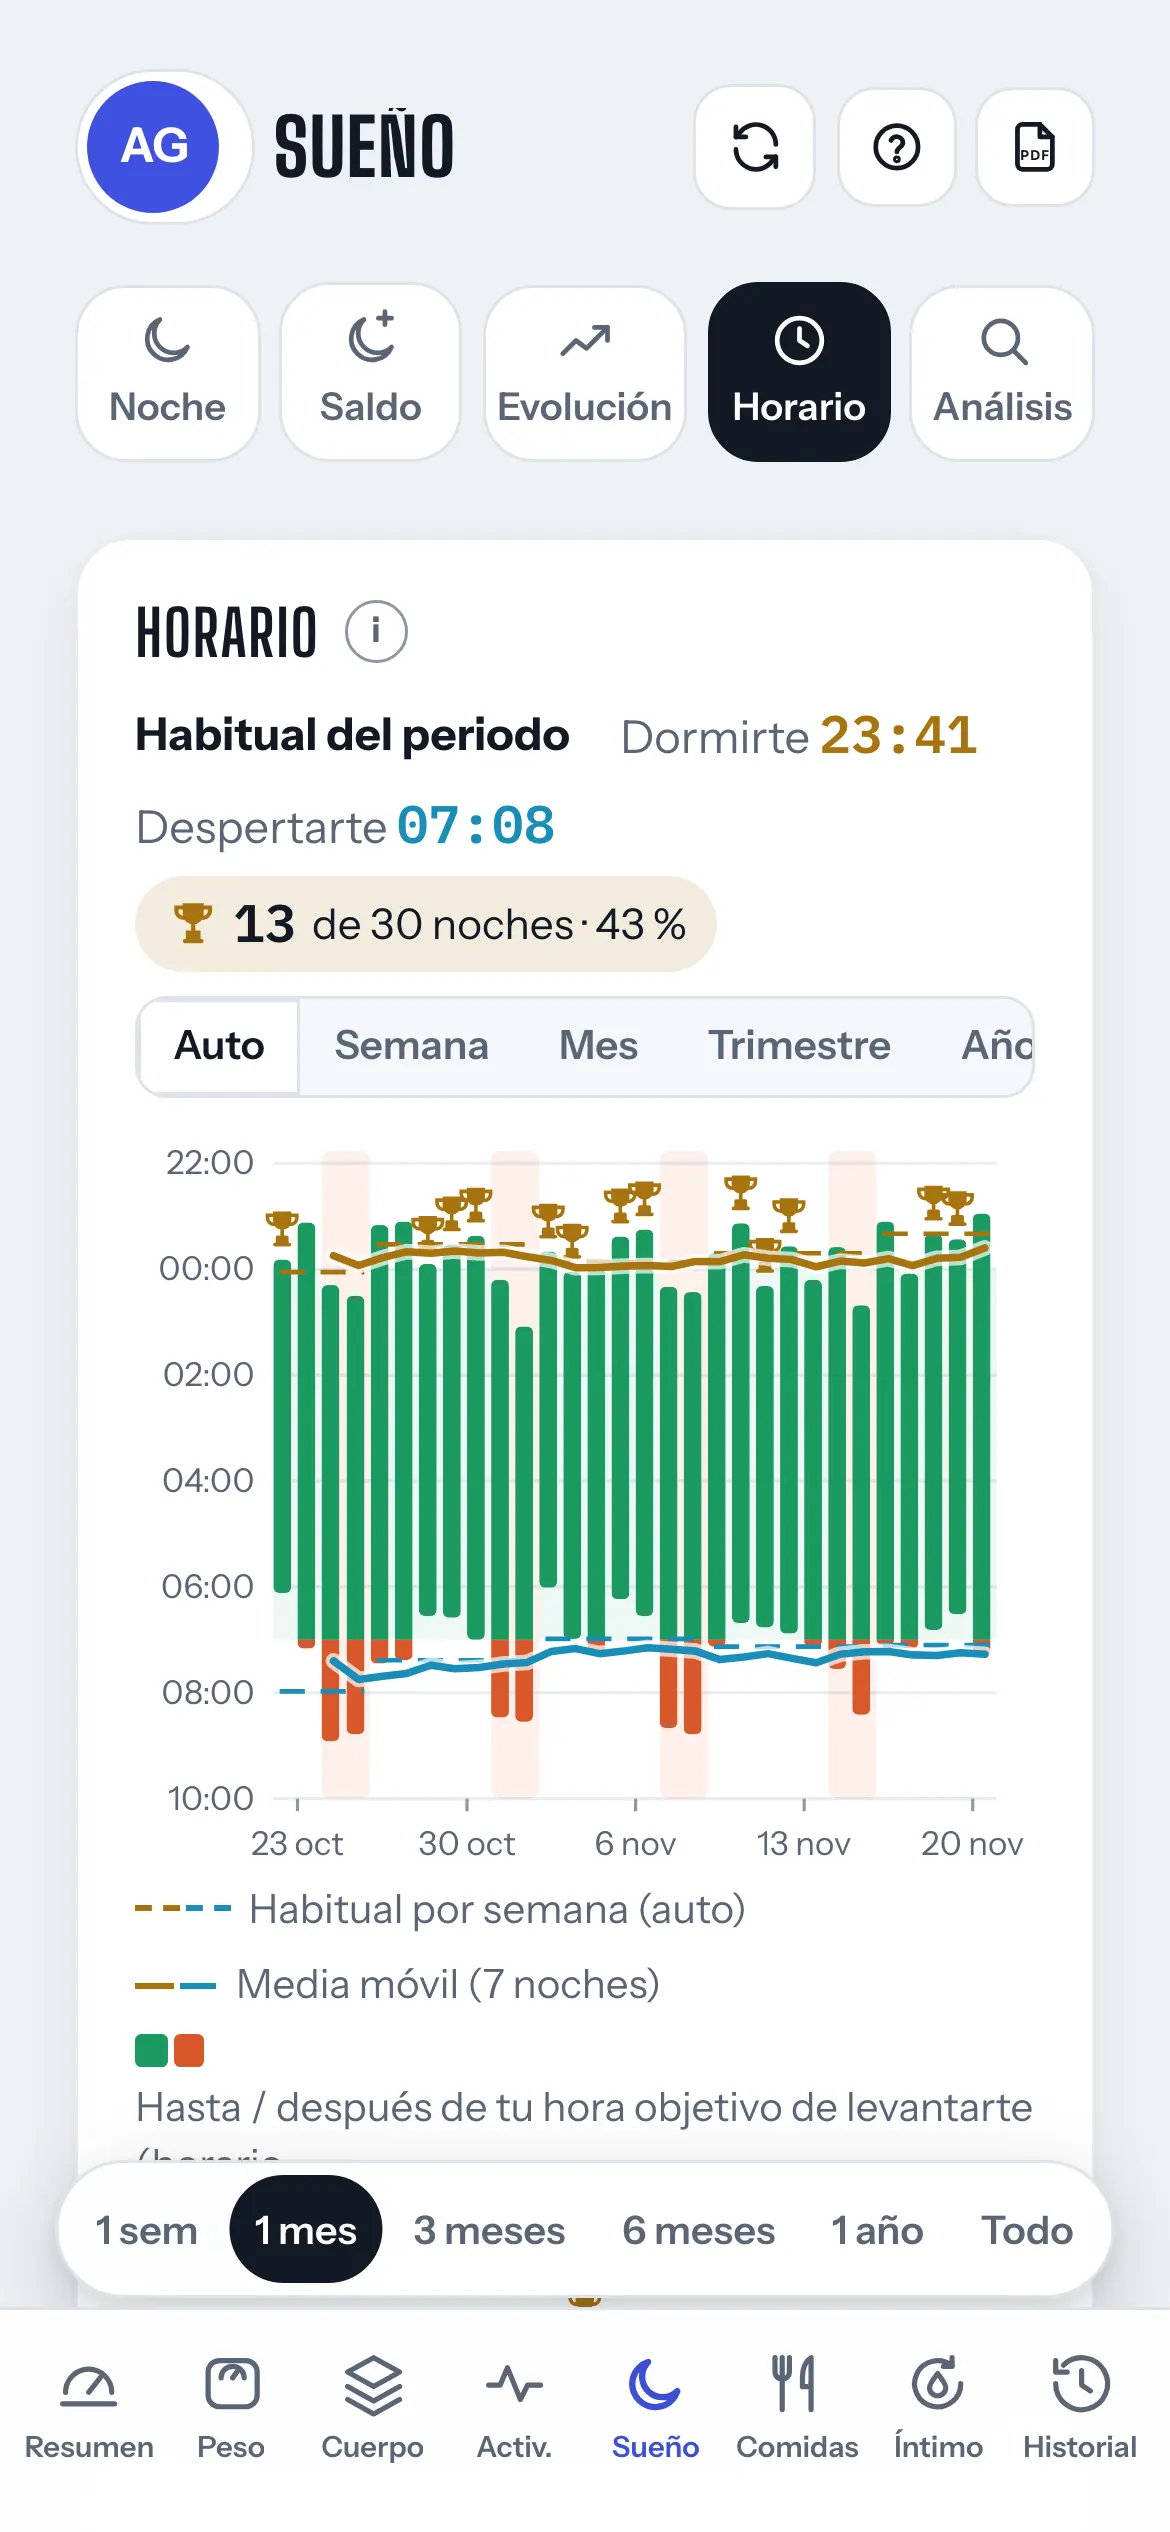 AG SUEÑO PDF
Noche Saldo Evolución Horario Análisis
HORARIO i
Habitual del periodo Dormirte 23:41
Despertarte 07:08
13 de 30 noches · 43 %
Auto Semana Mes Trimestre Año
22:00
00:00
02:00
04:00
06:00
08:00
10:00
23 oct 30 oct 6 nov 13 nov 20 nov
Habitual por semana (auto)
Media móvil (7 noches)
Hasta / después de tu hora objetivo de levantarte
(horario
1 sem 1 mes 3 meses 6 meses 1 año Todo
Resumen Peso Cuerpo Activ. Sueño Comidas Íntimo Historial